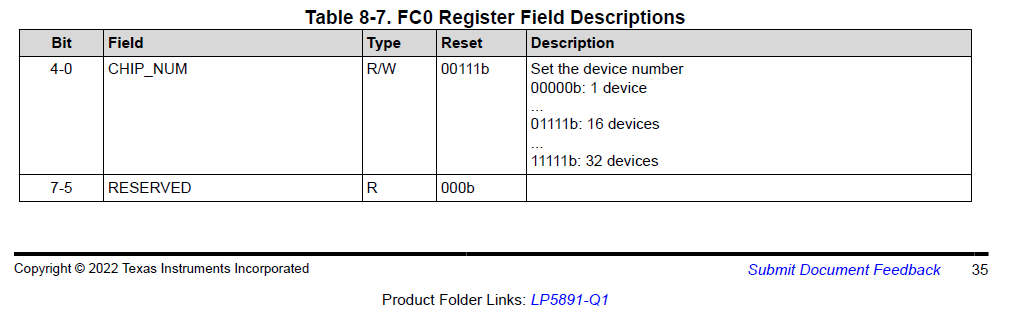 Table 8-7. FC0 Register Field Descriptions
Bit Field Type Reset Description
4-0 CHIP_NUM R/W 00111b Set the device number
00000b: 1 device
...
01111b: 16 devices
...
11111b: 32 devices
7-5 RESERVED R 000b
Copyright © 2022 Texas Instruments Incorporated Submit Document Feedback 35
Product Folder Links: LP5891-Q1